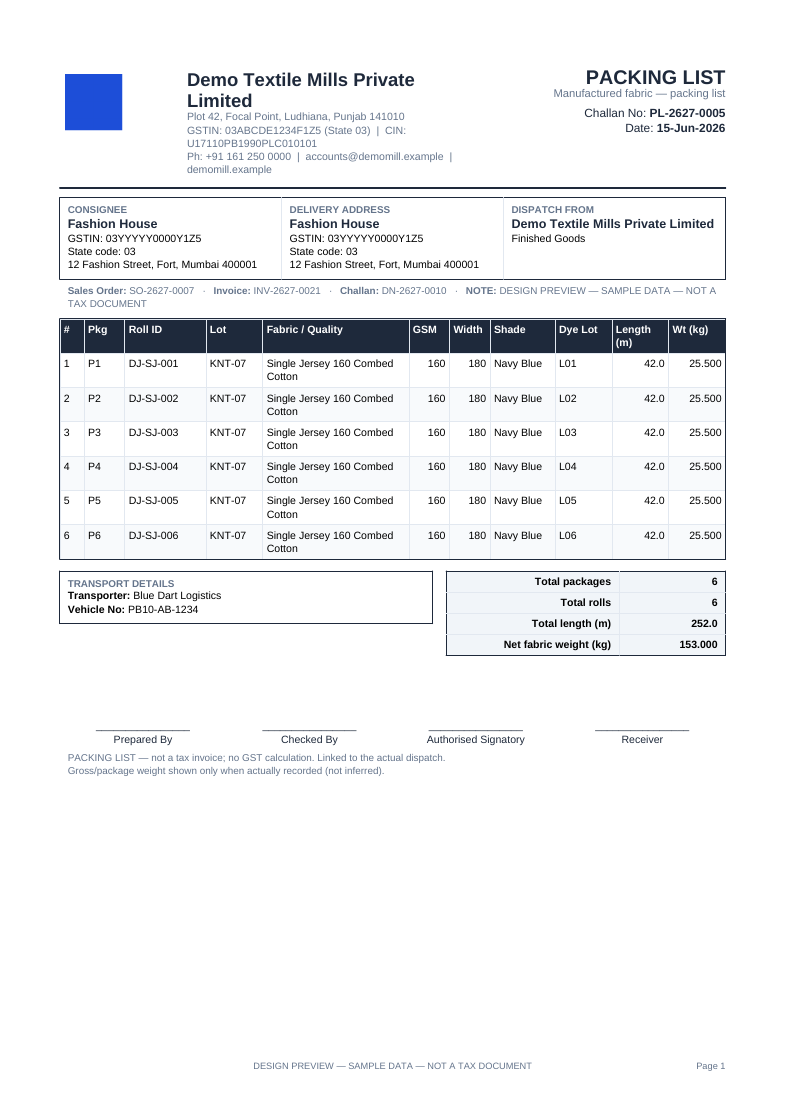 Demo Textile Mills Private
Limited
Plot 42, Focal Point, Ludhiana, Punjab 141010
GSTIN: 03ABCDE1234F1Z5 (State 03) | CIN:
U17110PB1990PLC010101
Ph: +91 161 250 0000 | accounts@demomill.example |
demomill.example
PACKING LIST
Manufactured fabric — packing list
Challan No: PL-2627-0005
Date: 15-Jun-2026
CONSIGNEE
Fashion House
GSTIN: 03YYYYY0000Y1Z5
State code: 03
12 Fashion Street, Fort, Mumbai 400001
DELIVERY ADDRESS
Fashion House
GSTIN: 03YYYYY0000Y1Z5
State code: 03
12 Fashion Street, Fort, Mumbai 400001
DISPATCH FROM
Demo Textile Mills Private Limited
Finished Goods
Sales Order: SO-2627-0007 · Invoice: INV-2627-0021 · Challan: DN-2627-0010 · NOTE: DESIGN PREVIEW — SAMPLE DATA — NOT A
TAX DOCUMENT
# Pkg Roll ID Lot Fabric / Quality GSM Width Shade Dye Lot Length Wt (kg)
(m)
1 P1 DJ-SJ-001 KNT-07 Single Jersey 160 Combed 160 180 Navy Blue L01 42.0 25.500
Cotton
2 P2 DJ-SJ-002 KNT-07 Single Jersey 160 Combed 160 180 Navy Blue L02 42.0 25.500
Cotton
3 P3 DJ-SJ-003 KNT-07 Single Jersey 160 Combed 160 180 Navy Blue L03 42.0 25.500
Cotton
4 P4 DJ-SJ-004 KNT-07 Single Jersey 160 Combed 160 180 Navy Blue L04 42.0 25.500
Cotton
5 P5 DJ-SJ-005 KNT-07 Single Jersey 160 Combed 160 180 Navy Blue L05 42.0 25.500
Cotton
6 P6 DJ-SJ-006 KNT-07 Single Jersey 160 Combed 160 180 Navy Blue L06 42.0 25.500
Cotton
TRANSPORT DETAILS
Transporter: Blue Dart Logistics
Vehicle No: PB10-AB-1234
Total packages 6
Total rolls 6
Total length (m) 252.0
Net fabric weight (kg) 153.000
Prepared By Checked By Authorised Signatory Receiver
PACKING LIST — not a tax invoice; no GST calculation. Linked to the actual dispatch.
Gross/package weight shown only when actually recorded (not inferred).
DESIGN PREVIEW — SAMPLE DATA — NOT A TAX DOCUMENT Page 1